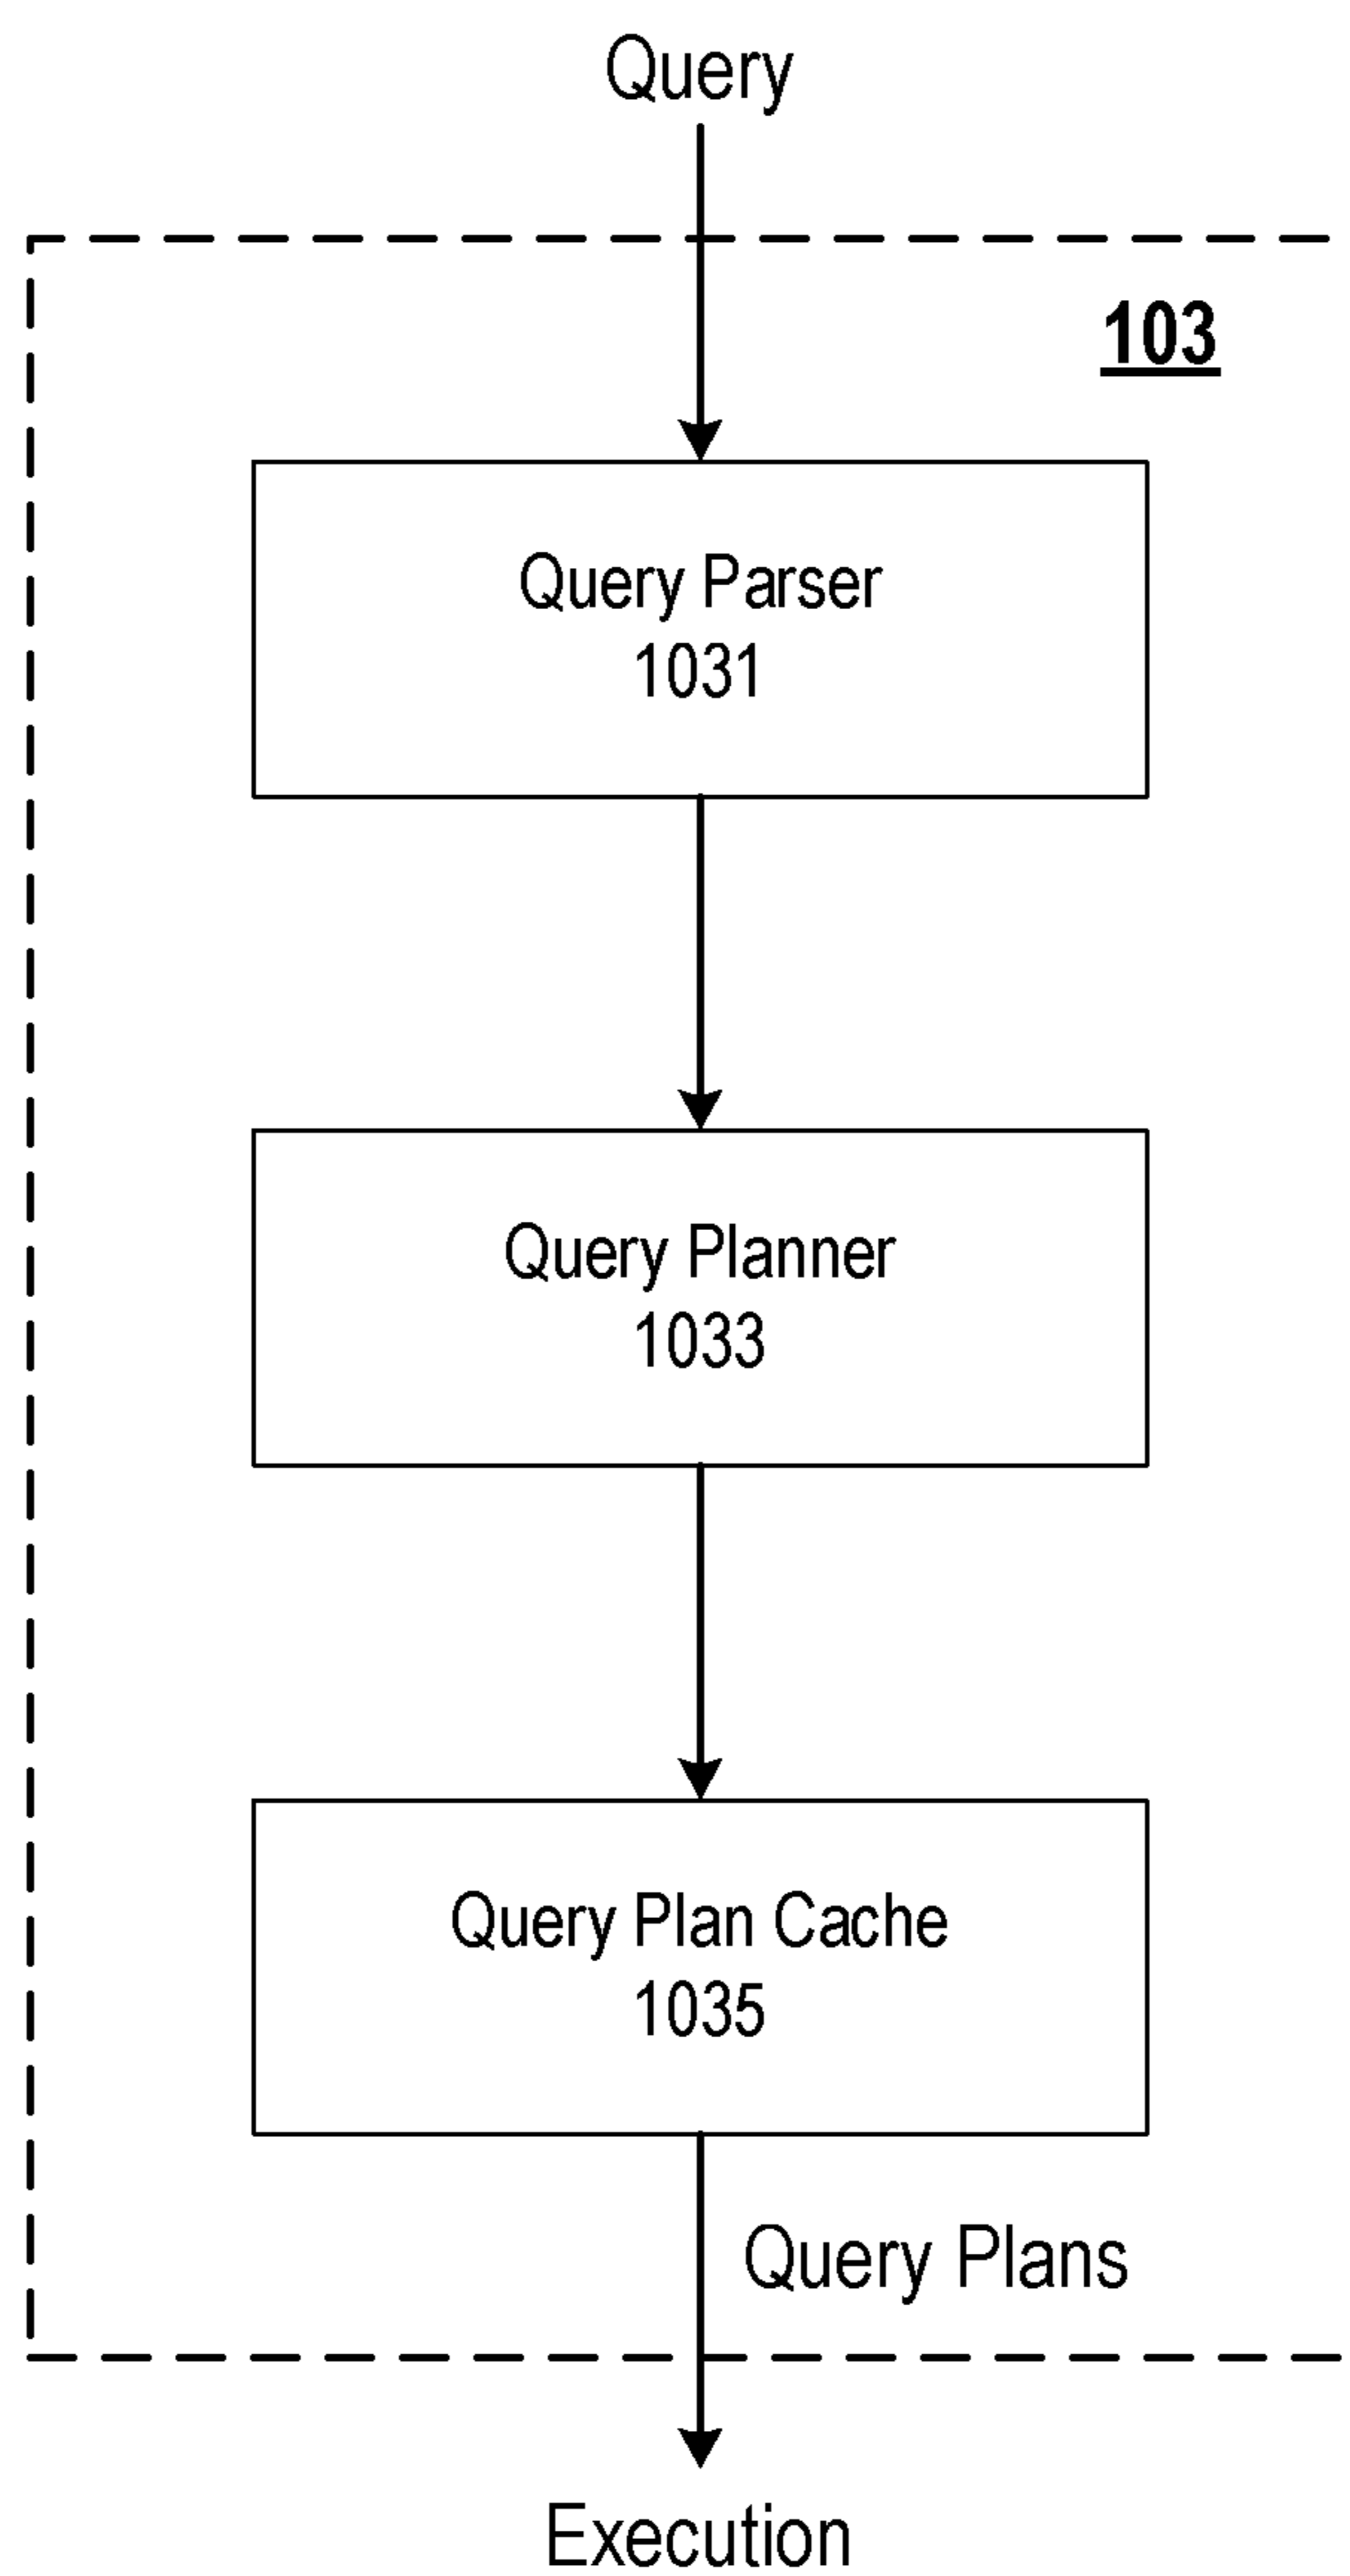 Query
103
Query Parser
1031
Query Planner
1033
Query Plan Cache
1035
Query Plans
Execution